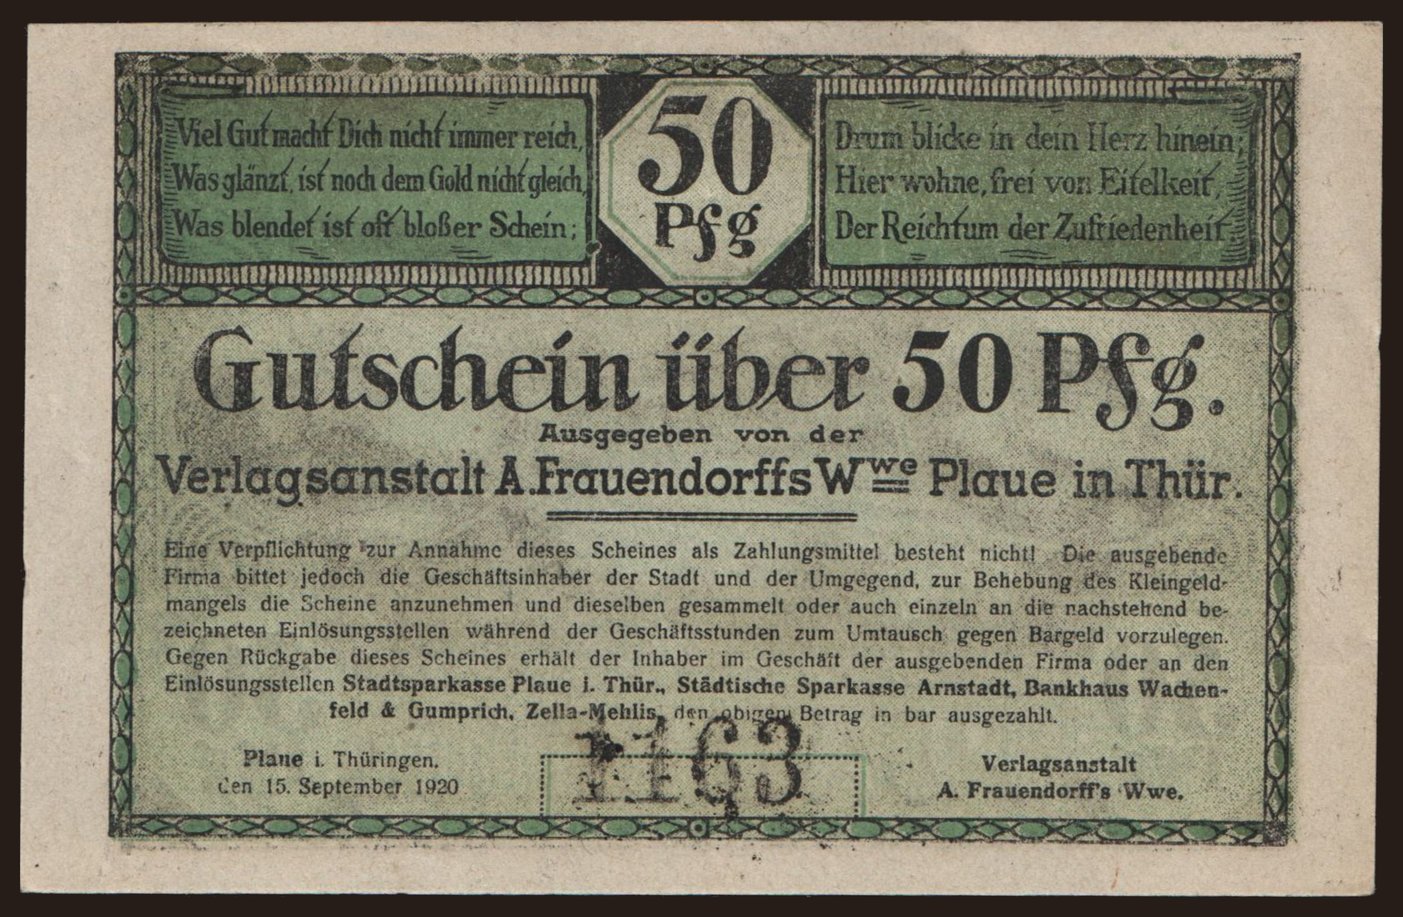 Viel Gut macht Dich nicht immer reich,
Was glänzt, ist noch dem Gold nicht gleich,
Was blendet ist oft bloßer Schein;
50
Pfg
Drum blicke in dein Herz hinein;
Hier wohne, frei von Eitelkeit,
Der Reichtum der Zufriedenheit.
Gutschein über 50 Pfg.
Ausgegeben von der
Verlagsanstalt A. Frauendorffs Wwe Plaue in Thür.
Eine Verpflichtung zur Annahme dieses Scheines als Zahlungsmittel besteht nicht! Die ausgebende
Firma bittet jedoch die Geschäftsinhaber der Stadt und der Umgegend, zur Behebung des Kleingeld-
mangels die Scheine anzunehmen und dieselben gesammelt oder auch einzeln an die nachstehend be-
zeichneten Einlösungsstellen während der Geschäftsstunden zum Umtausch gegen Bargeld vorzulegen.
Gegen Rückgabe dieses Scheines erhält der Inhaber im Geschäft der ausgebenden Firma oder an den
Einlösungsstellen Stadtsparkasse Plaue i. Thür., Städtische Sparkasse Arnstadt, Bankhaus Wachen-
feld & Gumprich, Zella-Mehlis, den obigen Betrag in bar ausgezahlt.
Plaue i. Thüringen.
den 15. September 1920
1163
Verlagsanstalt
A. Frauendorff's Wwe.